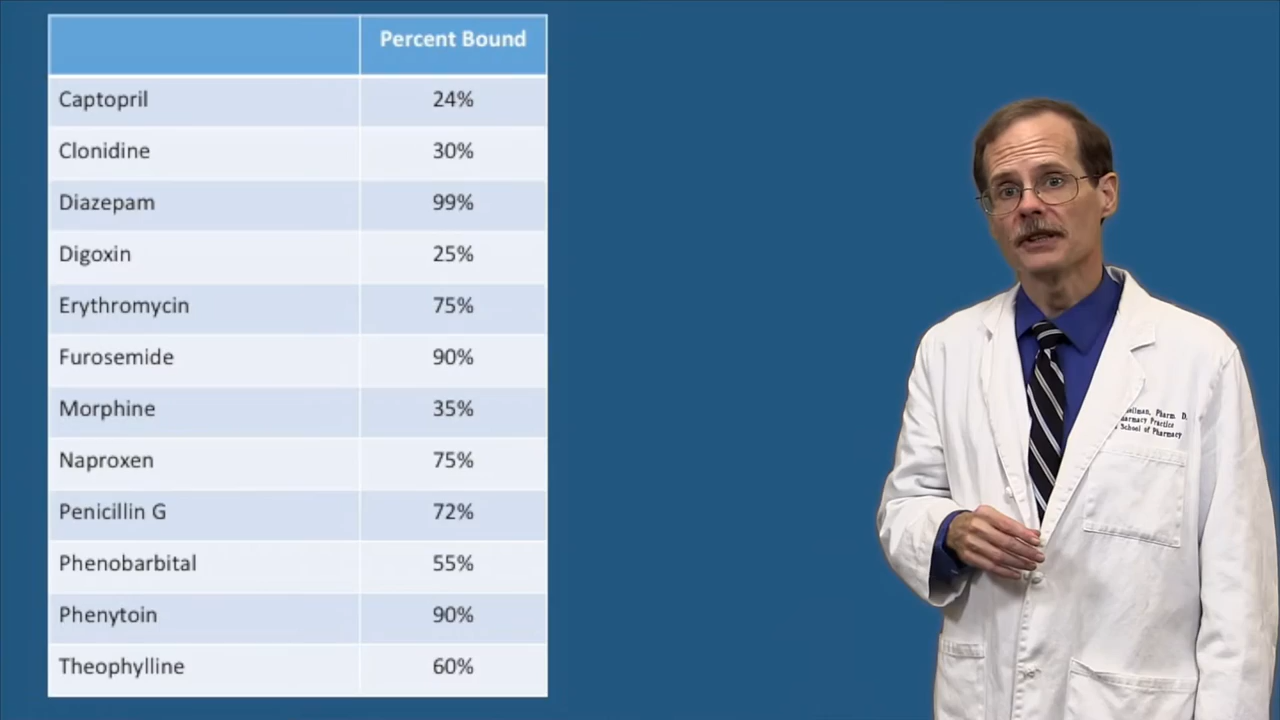 Percent Bound
Captopril 24%
Clonidine 30%
Diazepam 99%
Digoxin 25%
Erythromycin 75%
Furosemide 90%
Morphine 35%
Naproxen 75%
Penicillin G 72%
Phenobarbital 55%
Phenytoin 90%
Theophylline 60%
Pharm. D.
Practice
School of Pharmacy